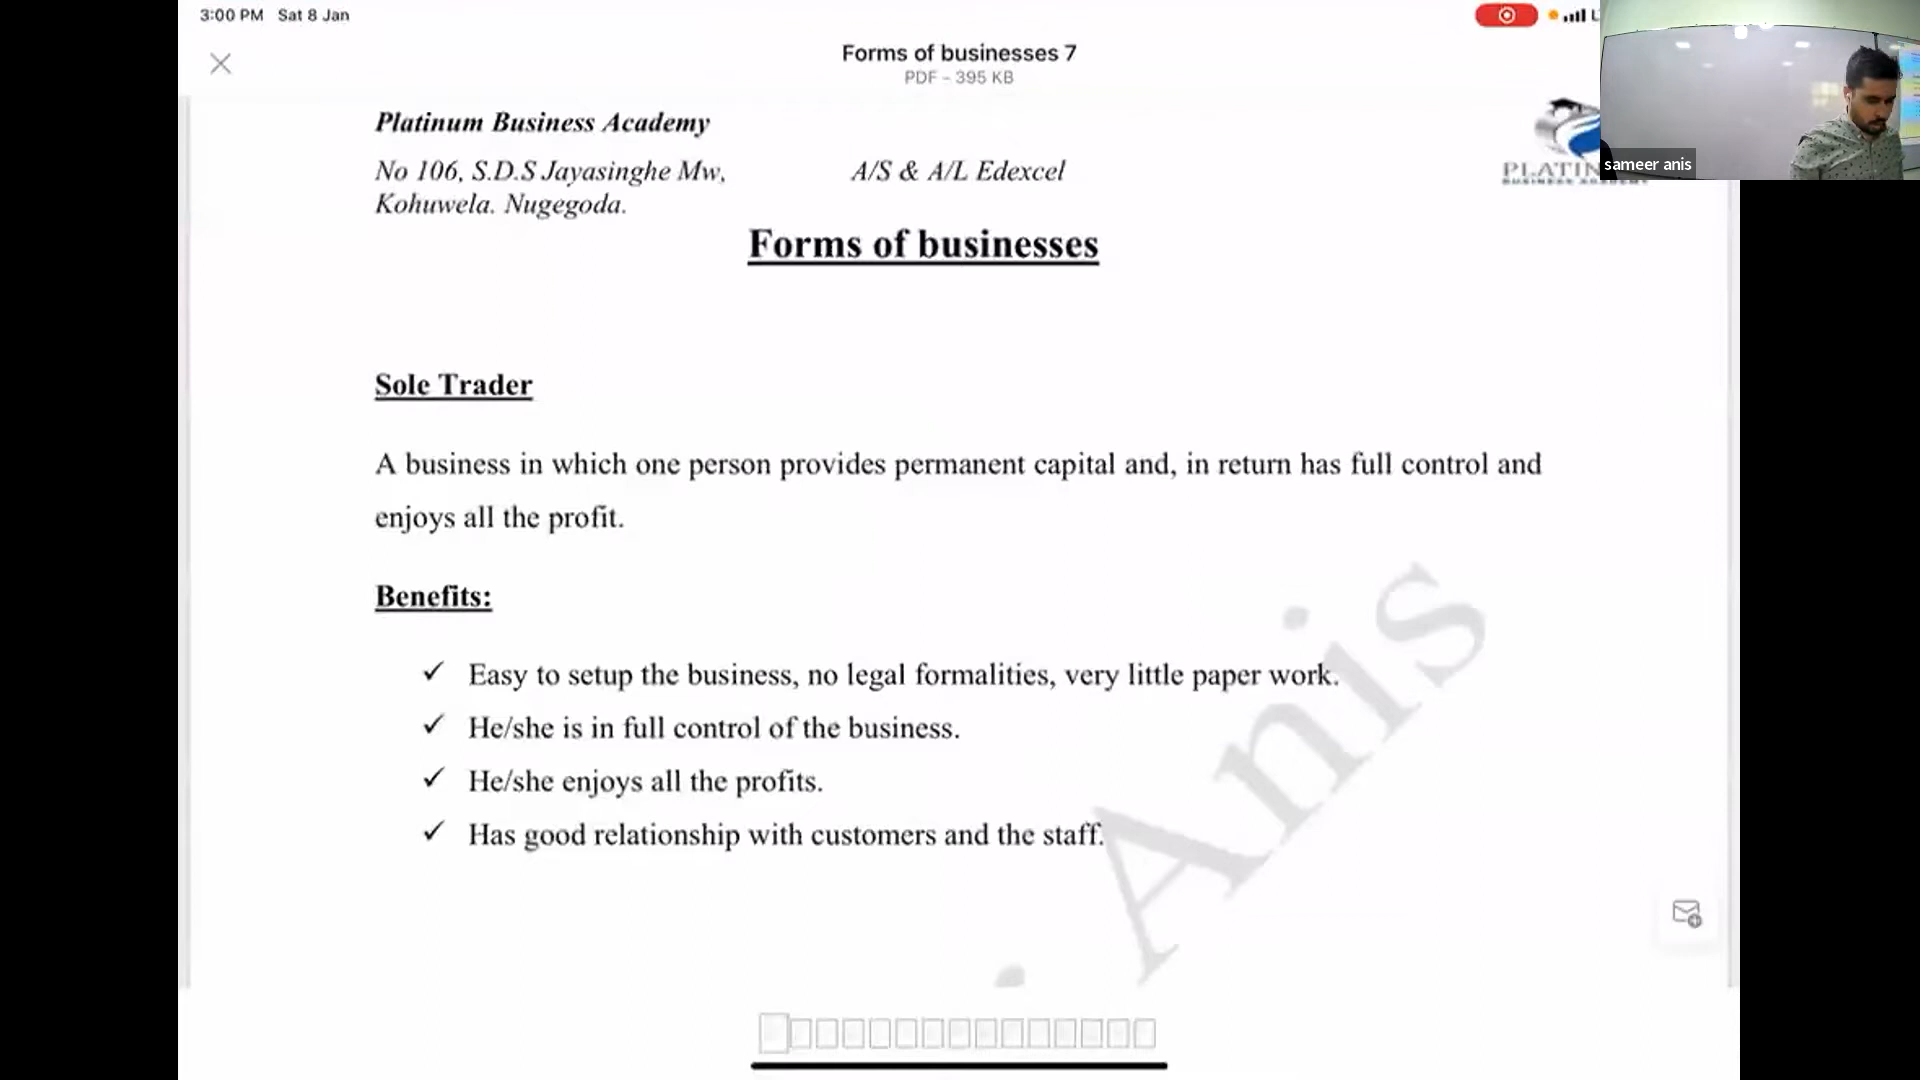 3:00 PM Sat 8 Jan
Forms of businesses 7
PDF - 395 KB
Platinum Business Academy
No 106, S.D.S Jayasinghe Mw, A/S & A/L Edexcel
Kohuwela. Nugegoda.
sameer anis
Forms of businesses
Sole Trader
A business in which one person provides permanent capital and, in return has full control and
enjoys all the profit.
Benefits:
✓ Easy to setup the business, no legal formalities, very little paper work.
✓ He/she is in full control of the business.
✓ He/she enjoys all the profits.
✓ Has good relationship with customers and the staff.
Anis